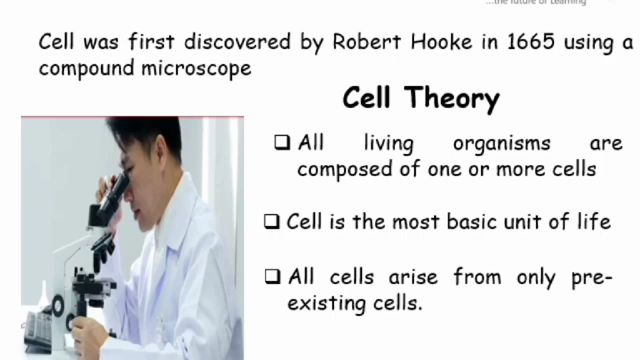 ...the future of Learning
Cell was first discovered by Robert Hooke in 1665 using a
compound microscope
Cell Theory
❑ All living organisms are
composed of one or more cells
❑ Cell is the most basic unit of life
❑ All cells arise from only pre-
existing cells.